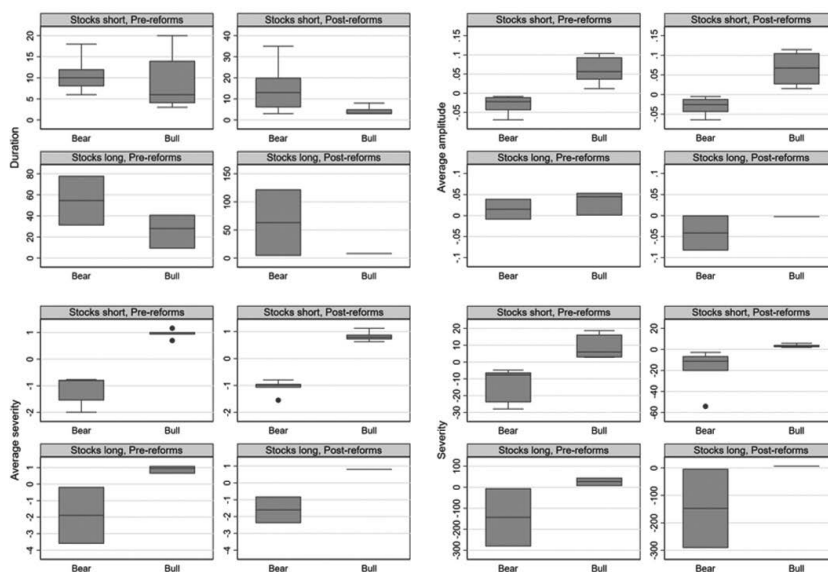 Stocks short, Pre-reforms
Stocks short, Post-reforms
20
15
10
5
0
40
30
20
10
0
Bear Bull
Bear Bull
Duration
Stocks long, Pre-reforms
Stocks long, Post-reforms
80
60
40
20
0
150
100
50
0
Bear Bull
Bear Bull
Stocks short, Pre-reforms
Stocks short, Post-reforms
.15
.1
.05
0
-.05
.15
.1
.05
0
-.05
Bear Bull
Bear Bull
Average amplitude
Stocks long, Pre-reforms
Stocks long, Post-reforms
.1
.05
0
-.05
-.1
.1
.05
0
-.05
-.1
Bear Bull
Bear Bull
Stocks short, Pre-reforms
Stocks short, Post-reforms
1
0
-1
-2
1
0
-1
-2
Bear Bull
Bear Bull
Average severity
Stocks long, Pre-reforms
Stocks long, Post-reforms
1
0
-1
-2
-3
-4
1
0
-1
-2
-3
-4
Bear Bull
Bear Bull
Stocks short, Pre-reforms
Stocks short, Post-reforms
20
10
0
-10
-20
-30
20
0
-20
-40
-60
Bear Bull
Bear Bull
Severity
Stocks long, Pre-reforms
Stocks long, Post-reforms
100
0
-100
-200
-300
0
-100
-200
-300
Bear Bull
Bear Bull